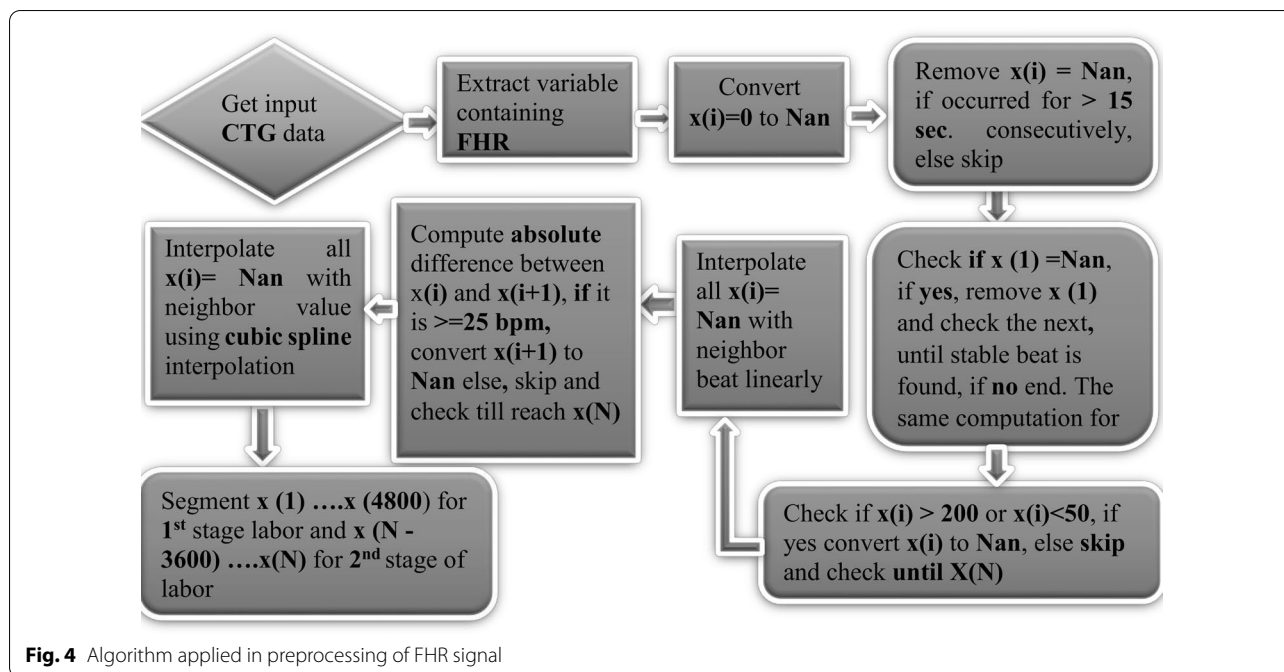 Get input
CTG data
Extract variable
containing
FHR
Convert
x(i)=0 to Nan
Remove x(i) = Nan,
if occurred for > 15
sec. consecutively,
else skip
Check if x (1) =Nan,
if yes, remove x (1)
and check the next,
until stable beat is
found, if no end. The
same computation for
Check if x(i) > 200 or x(i)<50, if
yes convert x(i) to Nan, else skip
and check until X(N)
Interpolate
all x(i)=
Nan with
neighbor
beat linearly
Compute absolute
difference between
x(i) and x(i+1), if it
is >=25 bpm,
convert x(i+1) to
Nan else, skip and
check till reach x(N)
Interpolate all
x(i)= Nan with
neighbor value
using cubic spline
interpolation
Segment x (1) ….x (4800) for
1st stage labor and x (N -
3600) ….x(N) for 2nd stage of
labor
Fig. 4 Algorithm applied in preprocessing of FHR signal